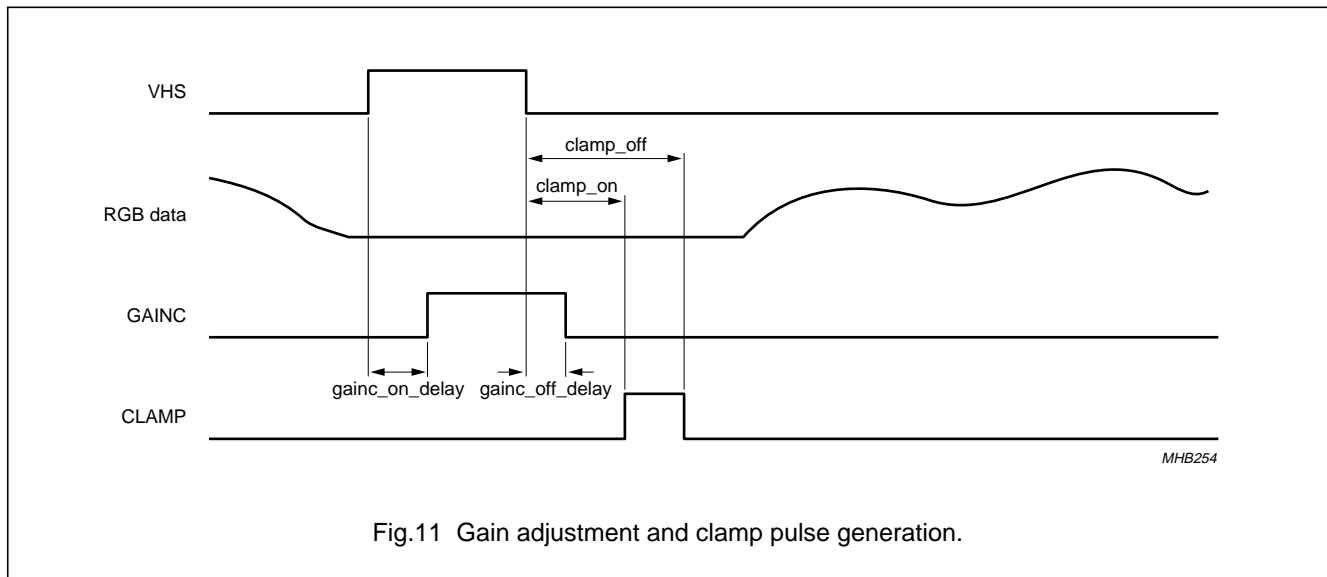 VHS
clamp_off
clamp_on
RGB data
GAINC
gainc_on_delay gainc_off_delay
CLAMP
MHB254
Fig.11 Gain adjustment and clamp pulse generation.